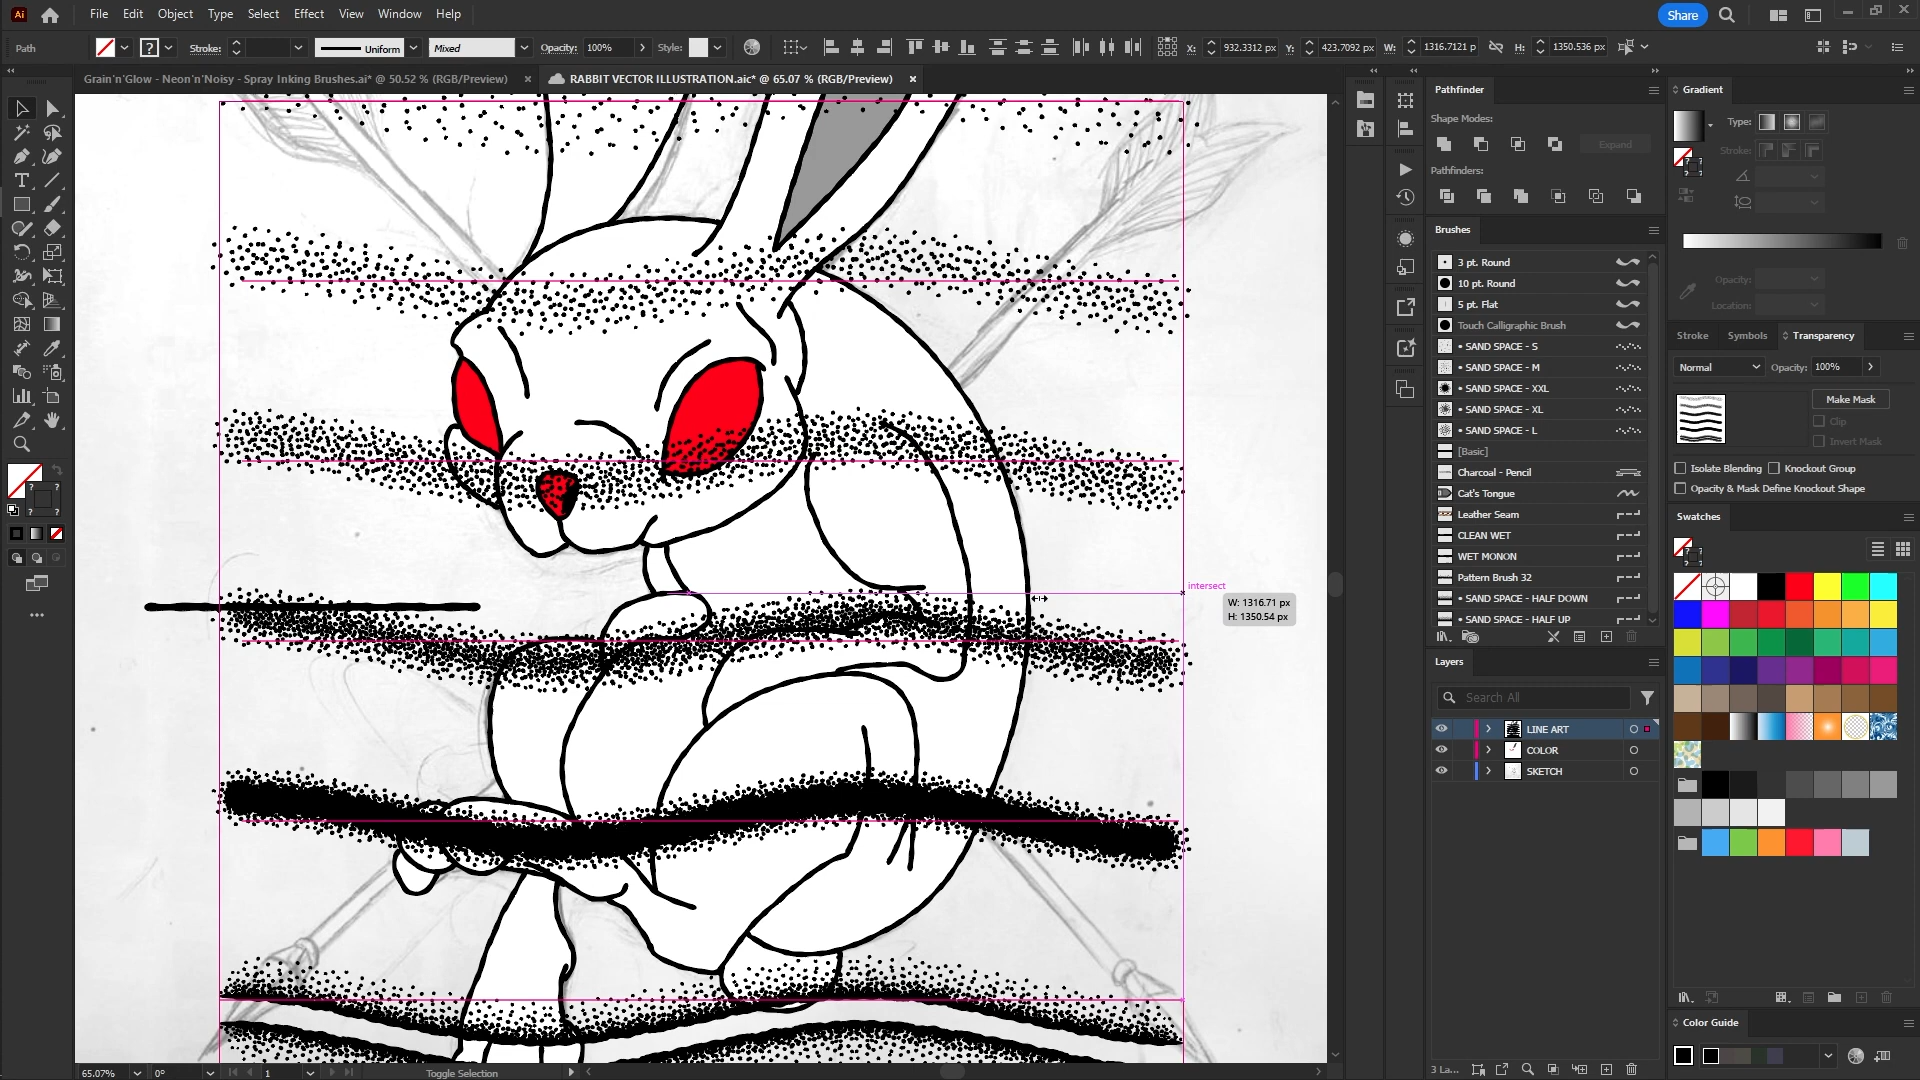 Ai File Edit Object Type Select Effect View Window Help Share
Path ? Stroke: Uniform Mixed Opacity: 100% Style: X: 932.3312 px Y: 423.7092 px W: 1316.7121 p H: 1350.536 px
Grain'n'Glow - Neon'n'Noisy - Spray Inking Brushes.ai* @ 50.52 % (RGB/Preview) × RABBIT VECTOR ILLUSTRATION.aic* @ 65.07 % (RGB/Preview) ×
Pathfinder
Shape Modes:
Expand
Pathfinders:
Brushes
3 pt. Round
10 pt. Round
5 pt. Flat
Touch Calligraphic Brush
• SAND SPACE - S
• SAND SPACE - M
• SAND SPACE - XXL
• SAND SPACE - XL
• SAND SPACE - L
[Basic]
Charcoal - Pencil
Cat's Tongue
Leather Seam
CLEAN WET
WET MONON
Pattern Brush 32
• SAND SPACE - HALF DOWN
• SAND SPACE - HALF UP
Layers
Search All
LINE ART
COLOR
SKETCH
3 La...
Gradient
Type:
Stroke:
Opacity:
Location:
Stroke Symbols Transparency
Normal Opacity: 100%
Make Mask
Clip
Invert Mask
Isolate Blending Knockout Group
Opacity & Mask Define Knockout Shape
Swatches
Color Guide
intersect
W: 1316.71 px
H: 1350.54 px
65.07% 0° 1 Toggle Selection